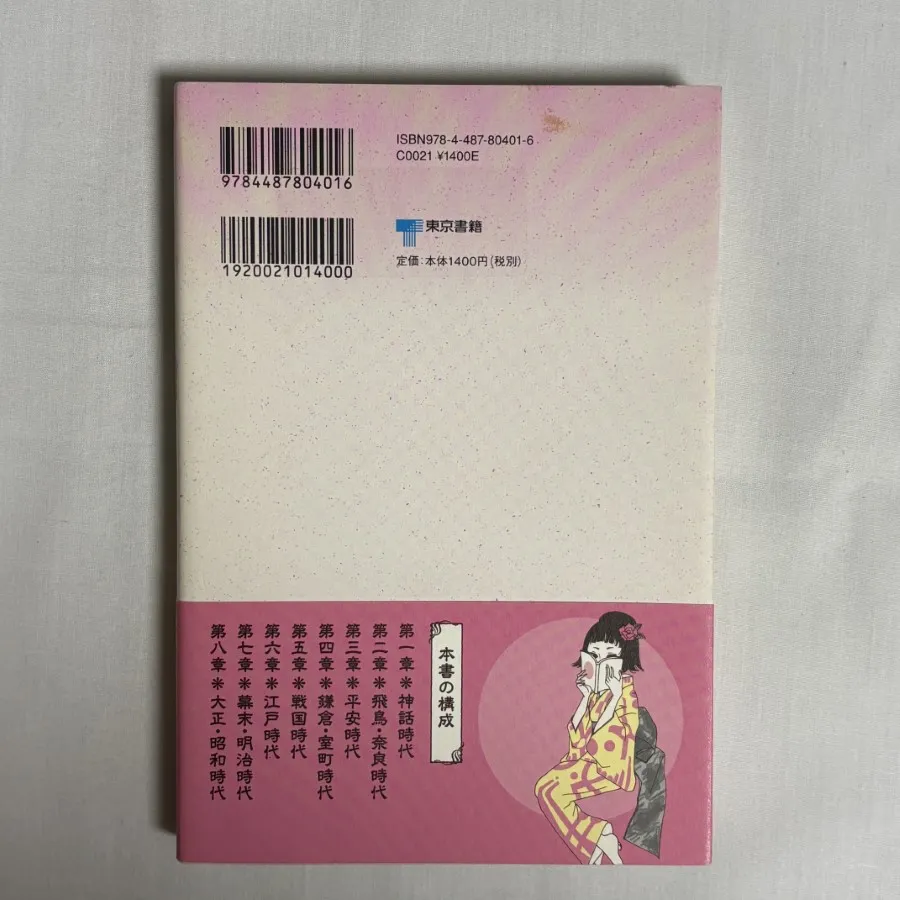 9784487804016
ISBN978-4-487-80401-6
C0021 ¥1400E
1920021014000
東京書籍
定価:本体1400円(税別)
本書の構成
第一章＊神話時代
第二章＊飛鳥・奈良時代
第三章＊平安時代
第四章＊鎌倉・室町時代
第五章＊戦国時代
第六章＊江戸時代
第七章＊幕末・明治時代
第八章＊大正・昭和時代